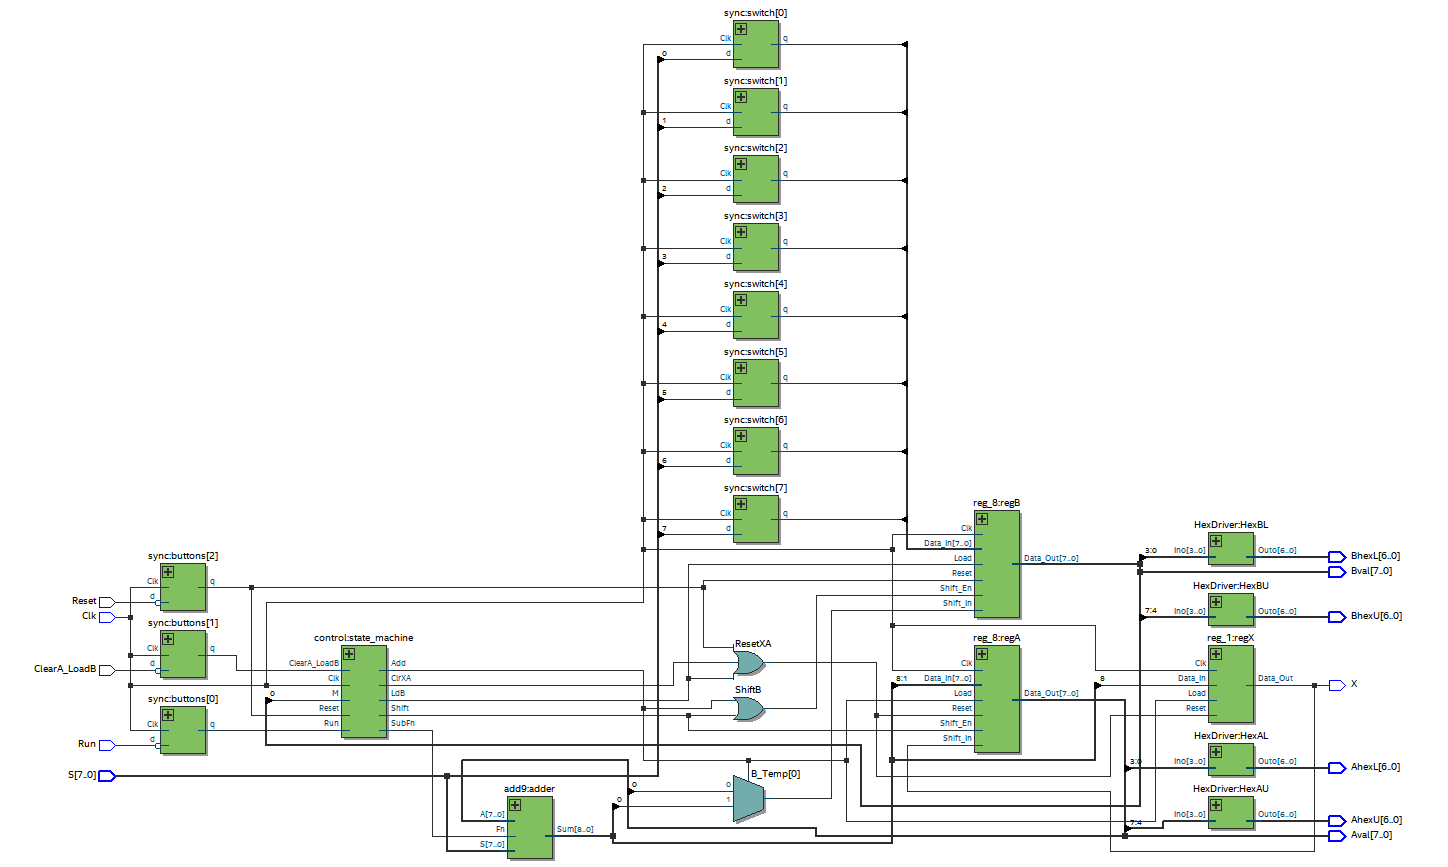 sync:switch[0]
Clk
d
q
0
sync:switch[1]
Clk
d
q
1
sync:switch[2]
Clk
d
q
2
sync:switch[3]
Clk
d
q
3
sync:switch[4]
Clk
d
q
4
sync:switch[5]
Clk
d
q
5
sync:switch[6]
Clk
d
q
6
sync:switch[7]
Clk
d
q
7
sync:buttons[2]
Clk
d
q
Reset
Clk
sync:buttons[1]
Clk
d
q
ClearA_LoadB
sync:buttons[0]
Clk
d
q
Run
S[7..0]
control:state_machine
ClearA_LoadB
Clk
M
Reset
Run
Add
ClrXA
LdB
Shift
SubFn
0
add9:adder
A[7..0]
Fn
S[7..0]
Sum[8..0]
ResetXA
ShiftB
B_Temp[0]
0
1
0
0
reg_8:regB
Clk
Data_In[7..0]
Load
Reset
Shift_En
Shift_In
Data_Out[7..0]
reg_8:regA
Clk
Data_In[7..0]
Load
Reset
Shift_En
Shift_In
Data_Out[7..0]
8:1
HexDriver:HexBL
3:0
In0[3..0]
Out0[6..0]
BhexL[6..0]
Bval[7..0]
HexDriver:HexBU
7:4
In0[3..0]
Out0[6..0]
BhexU[6..0]
reg_1:regX
Clk
Data_In
Load
Reset
Data_Out
8
X
HexDriver:HexAL
3:0
In0[3..0]
Out0[6..0]
AhexL[6..0]
HexDriver:HexAU
7:4
In0[3..0]
Out0[6..0]
AhexU[6..0]
Aval[7..0]